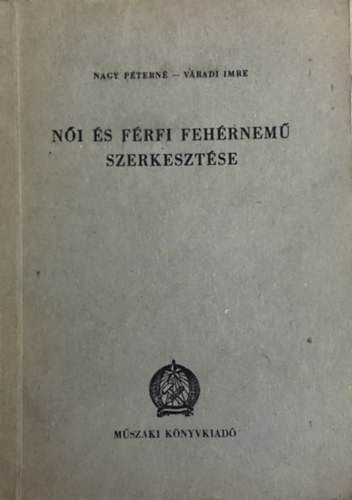 NAGY PÉTERNÉ — VÁRADI IMRE
NŐI ÉS FÉRFI FEHÉRNEMŰ
SZERKESZTÉSE
MŰSZAKI KÖNYVKIADÓ